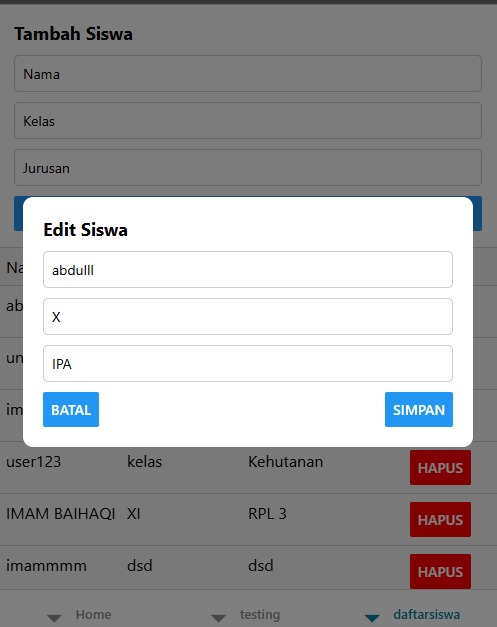 Tambah Siswa
Nama
Kelas
Jurusan
Edit Siswa
abdulll
X
IPA
BATAL SIMPAN
Na
ab
un
im
user123 kelas Kehutanan HAPUS
IMAM BAIHAQI XI RPL 3 HAPUS
imammmm dsd dsd HAPUS
Home testing daftarsiswa